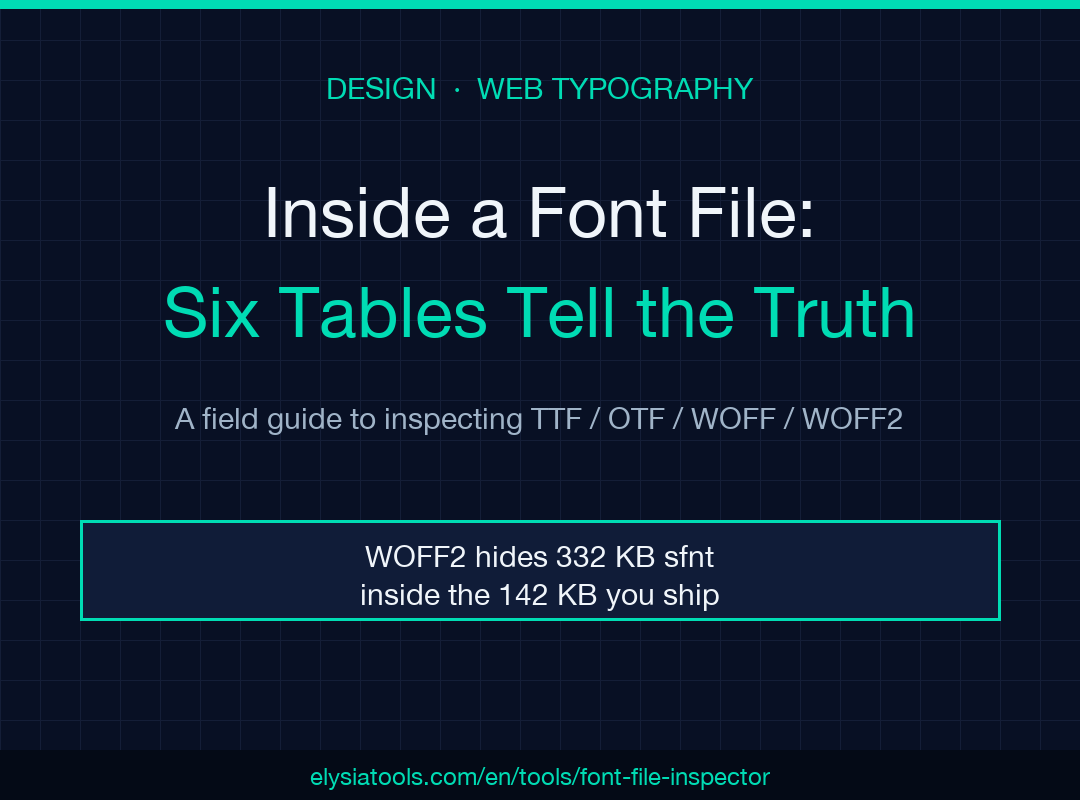 DESIGN · WEB TYPOGRAPHY
Inside a Font File:
Six Tables Tell the Truth
A field guide to inspecting TTF / OTF / WOFF / WOFF2
WOFF2 hides 332 KB sfnt
inside the 142 KB you ship
elysiatools.com/en/tools/font-file-inspector